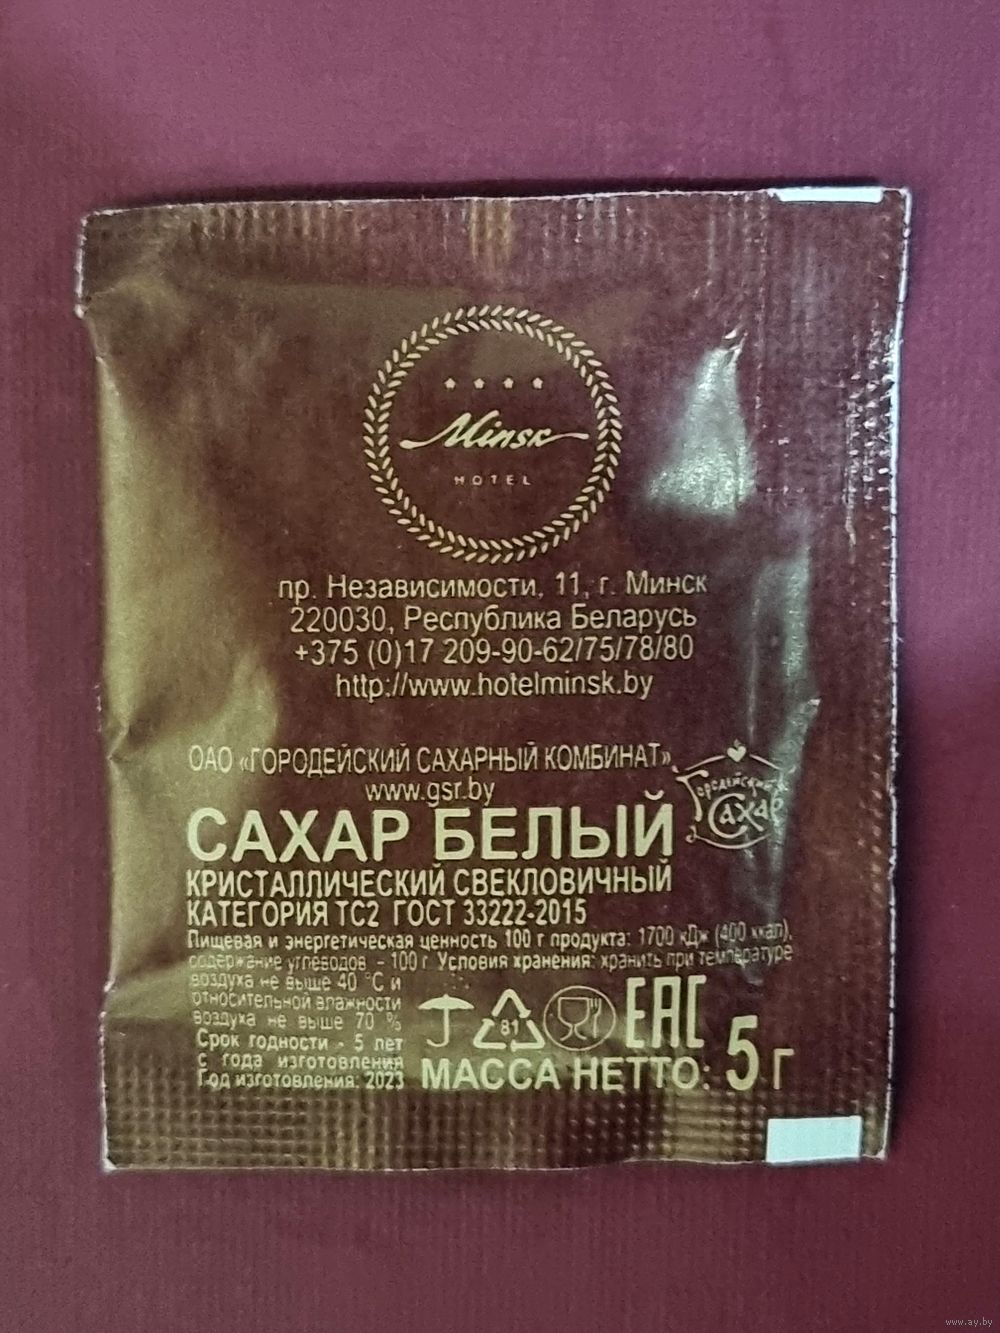 Minsk
HOTEL
пр. Независимости, 11, г. Минск
220030, Республика Беларусь
+375 (0)17 209-90-62/75/78/80
http://www.hotelminsk.by
ОАО «ГОРОДЕЙСКИЙ САХАРНЫЙ КОМБИНАТ»,
www.gsr.by
Городейский
Сахар
САХАР БЕЛЫЙ
КРИСТАЛЛИЧЕСКИЙ СВЕКЛОВИЧНЫЙ
КАТЕГОРИЯ ТС2 ГОСТ 33222-2015
Пищевая и энергетическая ценность 100 г продукта: 1700 кДж (400 ккал),
содержание углеводов - 100 г Условия хранения: хранить при температуре
воздуха не выше 40 °С и
относительной влажности
воздуха не выше 70 %
Срок годности - 5 лет
с года изготовления
Год изготовления: 2023
81
EAC
МАССА НЕТТО: 5 г
www.ay.by